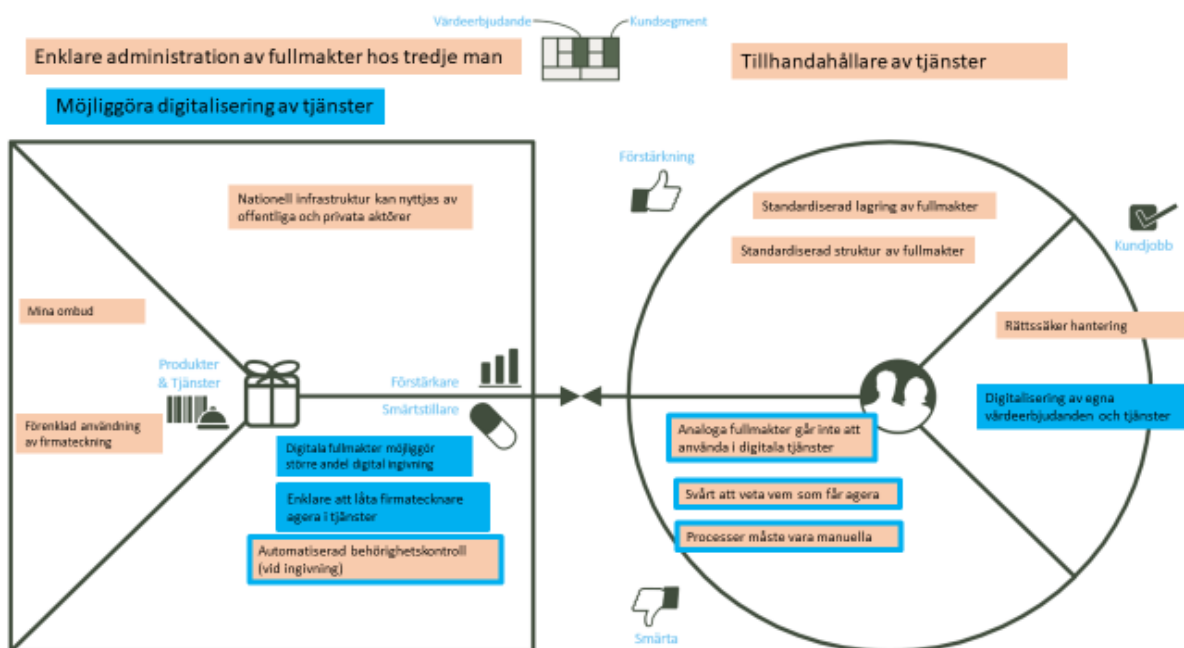 Värdeerbjudande
Kundsegment
Enklare administration av fullmakter hos tredje man
Tillhandahållare av tjänster
Möjliggöra digitalisering av tjänster
Förstärkning
Nationell infrastruktur kan nyttjas av
offentliga och privata aktörer
Standardiserad lagring av fullmakter
Standardiserad struktur av fullmakter
Kundjobb
Mina ombud
Rättssäker hantering
Produkter
& Tjänster
Förstärkare
Smärtstillare
Förenklad användning
av firmateckning
Digitalisering av egna
värdeerbjudanden och tjänster
Analoga fullmakter går inte att
använda i digitala tjänster
Digitala fullmakter möjliggör
större andel digital ingivning
Svårt att veta vem som får agera
Enklare att låta firmatecknare
agera i tjänster
Processer måste vara manuella
Automatiserad behörighetskontroll
(vid ingivning)
Smärta